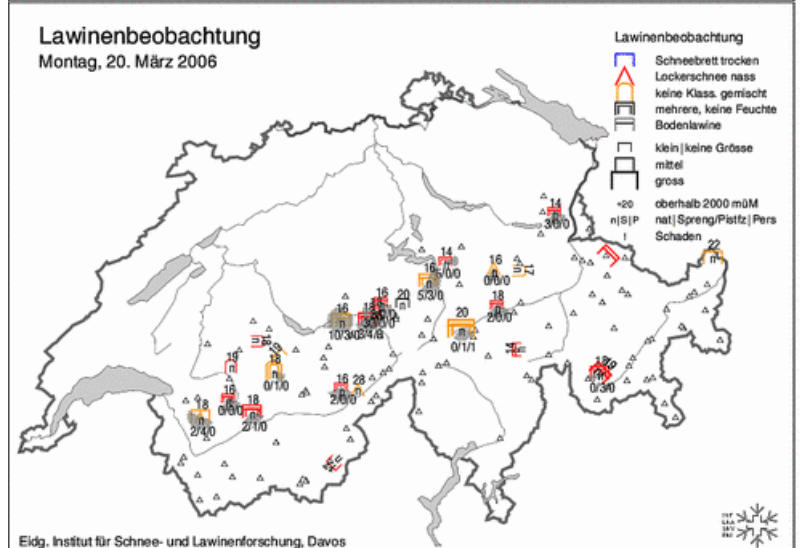 Lawinenbeobachtung
Montag, 20. März 2006
Lawinenbeobachtung
Schneebrett trocken
Lockerschnee nass
keine Klass. gemischt
mehrere, keine Feuchte
Bodenlawine
klein|keine Grösse
mittel
gross
+20 oberhalb 2000 müM
n|S|P nat|Spreng/Pistfz|Pers
! Schaden
14
3/0/0
22
n
14
5/0/0
16
n
5/3/0
16
n
0/0/0
17
n
18
2/0/0
20
n
0/1/1
14
n
16
20
n
16
n
10/3/0
18
19
n
18
n
0/1/0
16
0/0/0
18
2/1/0
18
n
2/4/0
16
n
2/0/0
28
n
0/3/0
Eidg. Institut für Schnee- und Lawinenforschung, Davos